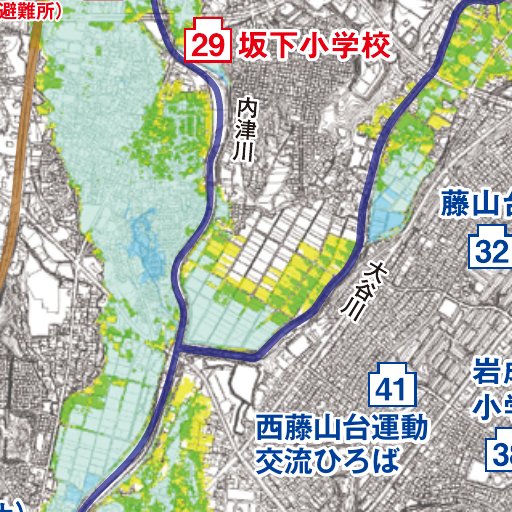 避難所)
29 坂下小学校
内津川
藤山台
32
大谷川
41
西藤山台運動
交流ひろば
岩成
小学
38